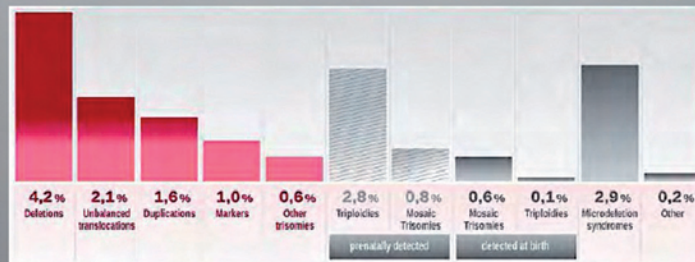 4,2% 2,1% 1,6% 1,0% 0,6% 2,8% 0,8% 0,6% 0,1% 2,9% 0,2%
Deletions Unbalanced Duplications Markers Other Triploidies Mosaic Mosaic Triploidies Microdeletion Other
translocations trisomies Trisomies Trisomies syndromes
prenatally detected detected at birth